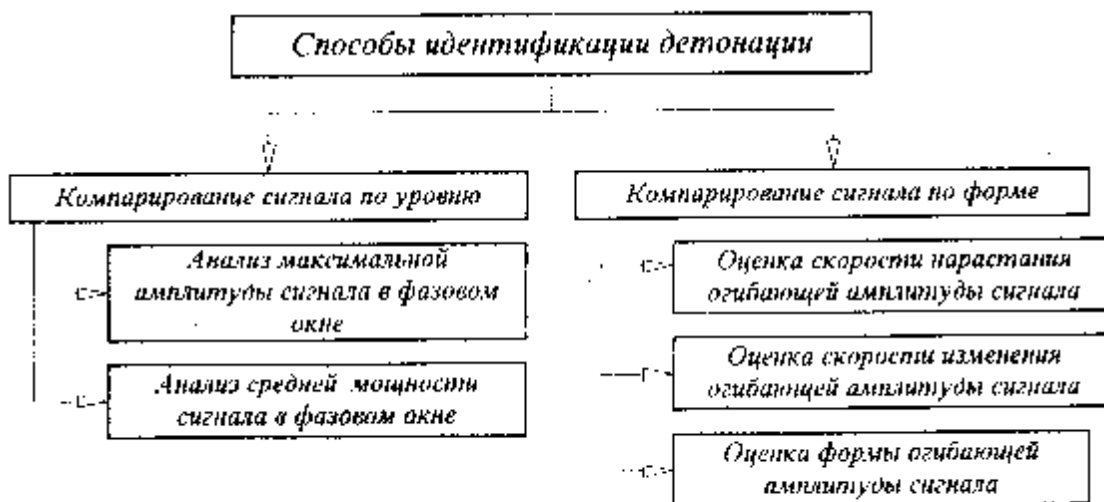 Способы идентификации детонации
Компарирование сигнала по уровню
Анализ максимальной
амплитуды сигнала в фазовом
окне
Анализ средней мощности
сигнала в фазовом окне
Компарирование сигнала по форме
Оценка скорости нарастания
огибающей амплитуды сигнала
Оценка скорости изменения
огибающей амплитуды сигнала
Оценка формы огибающей
амплитуды сигнала